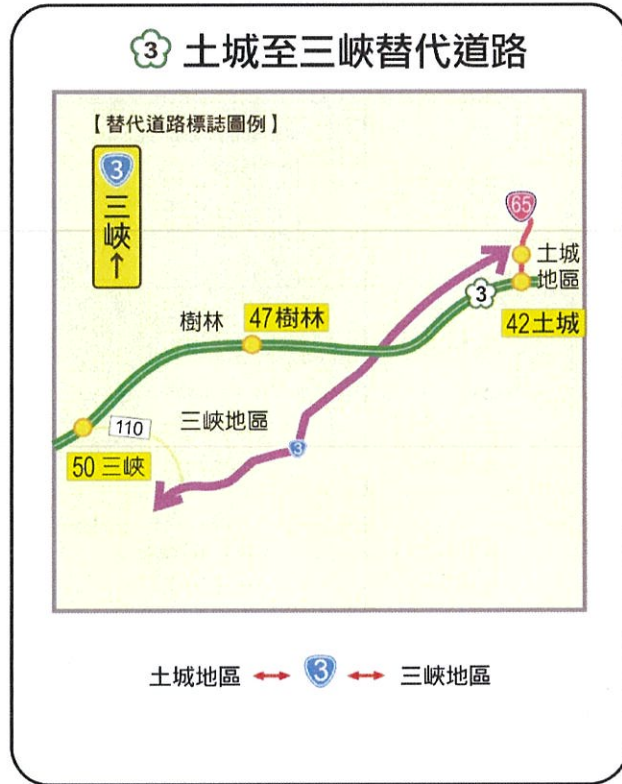 3 土城至三峽替代道路
【替代道路標誌圖例】
3
三峽↑
65
土城
地區
3
42土城
樹林
47樹林
110
三峽地區
3
50 三峽
土城地區 ↔ 3 ↔ 三峽地區